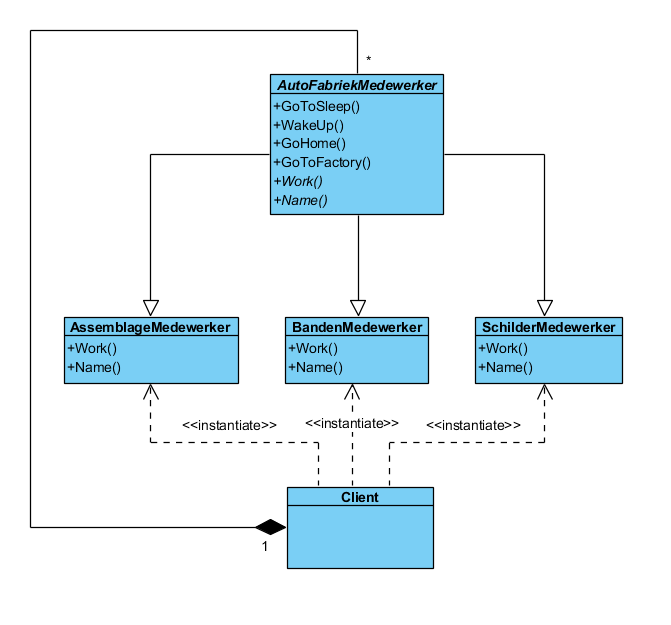 *
AutoFabriekMedewerker
+GoToSleep()
+WakeUp()
+GoHome()
+GoToFactory()
+Work()
+Name()
AssemblageMedewerker
+Work()
+Name()
BandenMedewerker
+Work()
+Name()
SchilderMedewerker
+Work()
+Name()
<<instantiate>>
<<instantiate>>
<<instantiate>>
Client
1